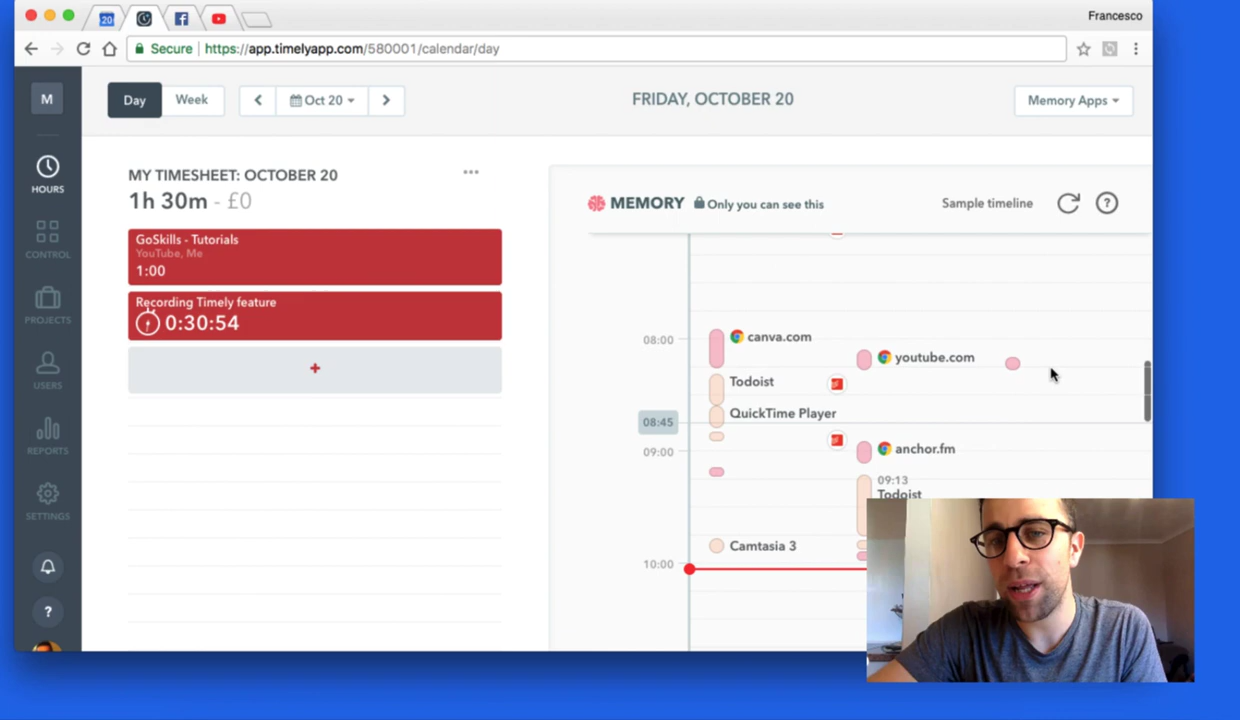 Francesco
20
Secure https://app.timelyapp.com/580001/calendar/day
M
Day Week Oct 20 FRIDAY, OCTOBER 20 Memory Apps
HOURS
CONTROL
PROJECTS
USERS
REPORTS
SETTINGS
?
MY TIMESHEET: OCTOBER 20
1h 30m - £0
GoSkills - Tutorials
YouTube, Me
1:00
Recording Timely feature
0:30:54
+
MEMORY Only you can see this Sample timeline ?
08:00 canva.com
youtube.com
Todoist
QuickTime Player
08:45
09:00 anchor.fm
09:13
Todoist
Camtasia 3
10:00